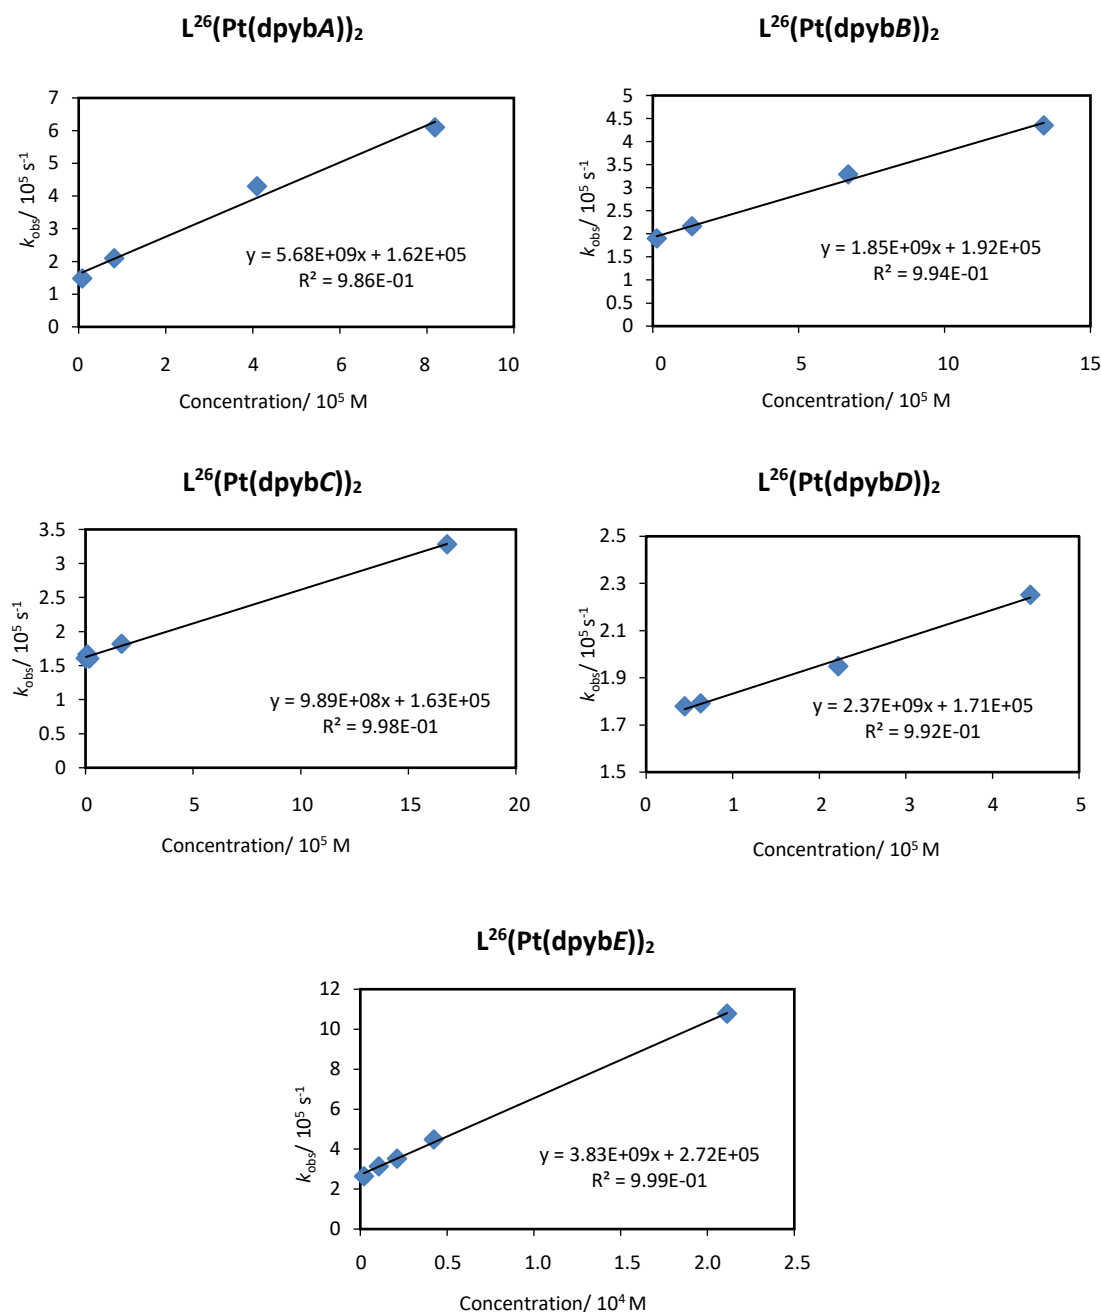 L²⁶(Pt(dpybA))₂
7
6
5
4
3
2
1
0
k_obs/ 10⁵ s⁻¹
y = 5.68E+09x + 1.62E+05
R² = 9.86E-01
0 2 4 6 8 10
Concentration/ 10⁵ M
L²⁶(Pt(dpybB))₂
5
4.5
4
3.5
3
2.5
2
1.5
1
0.5
0
k_obs/ 10⁵ s⁻¹
y = 1.85E+09x + 1.92E+05
R² = 9.94E-01
0 5 10 15
Concentration/ 10⁵ M
L²⁶(Pt(dpybC))₂
3.5
3
2.5
2
1.5
1
0.5
0
k_obs/ 10⁵ s⁻¹
y = 9.89E+08x + 1.63E+05
R² = 9.98E-01
0 5 10 15 20
Concentration/ 10⁵ M
L²⁶(Pt(dpybD))₂
2.5
2.3
2.1
1.9
1.7
1.5
k_obs/ 10⁵ s⁻¹
y = 2.37E+09x + 1.71E+05
R² = 9.92E-01
0 1 2 3 4 5
Concentration/ 10⁵ M
L²⁶(Pt(dpybE))₂
12
10
8
6
4
2
0
k_obs/ 10⁵ s⁻¹
y = 3.83E+09x + 2.72E+05
R² = 9.99E-01
0 0.5 1.0 1.5 2.0 2.5
Concentration/ 10⁴ M